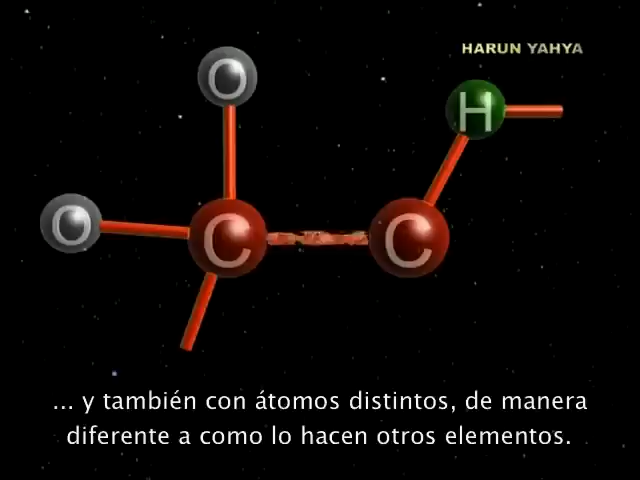 HARUN YAHYA
O
H
O
C
C
... y también con átomos distintos, de manera
diferente a como lo hacen otros elementos.